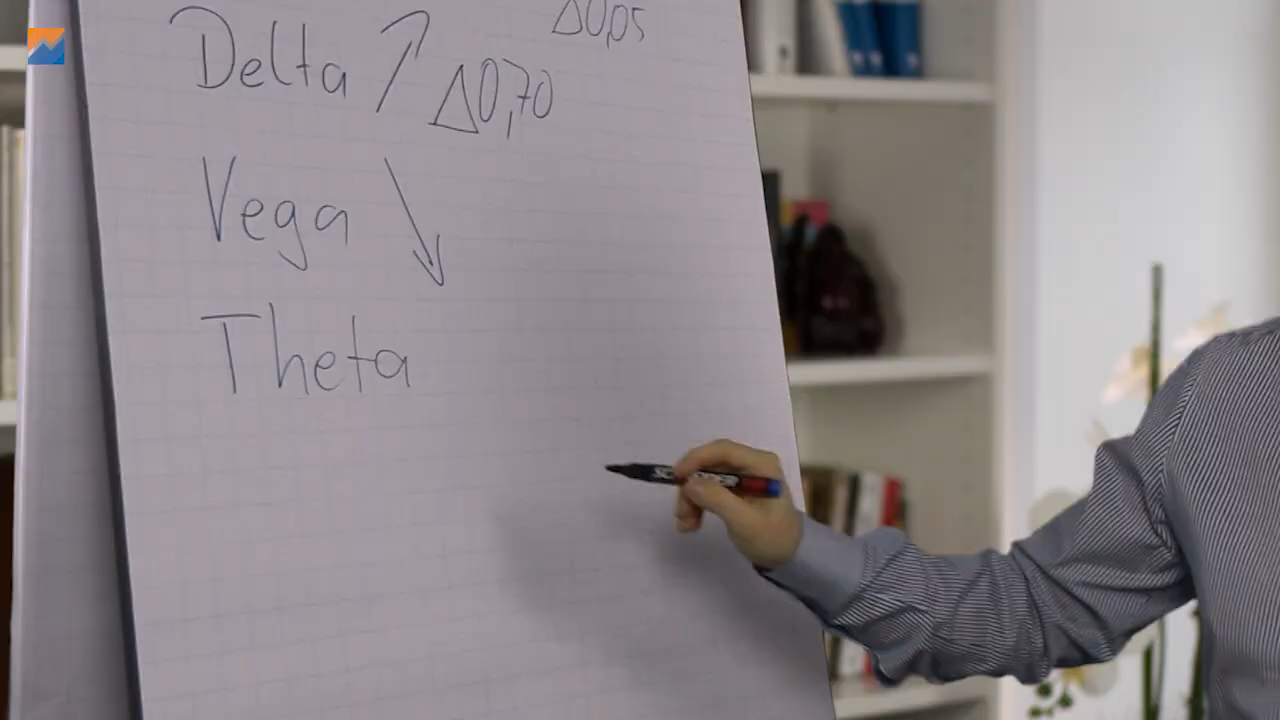 Δ0,05
Delta ↗ Δ0,70
Vega ↘
Theta